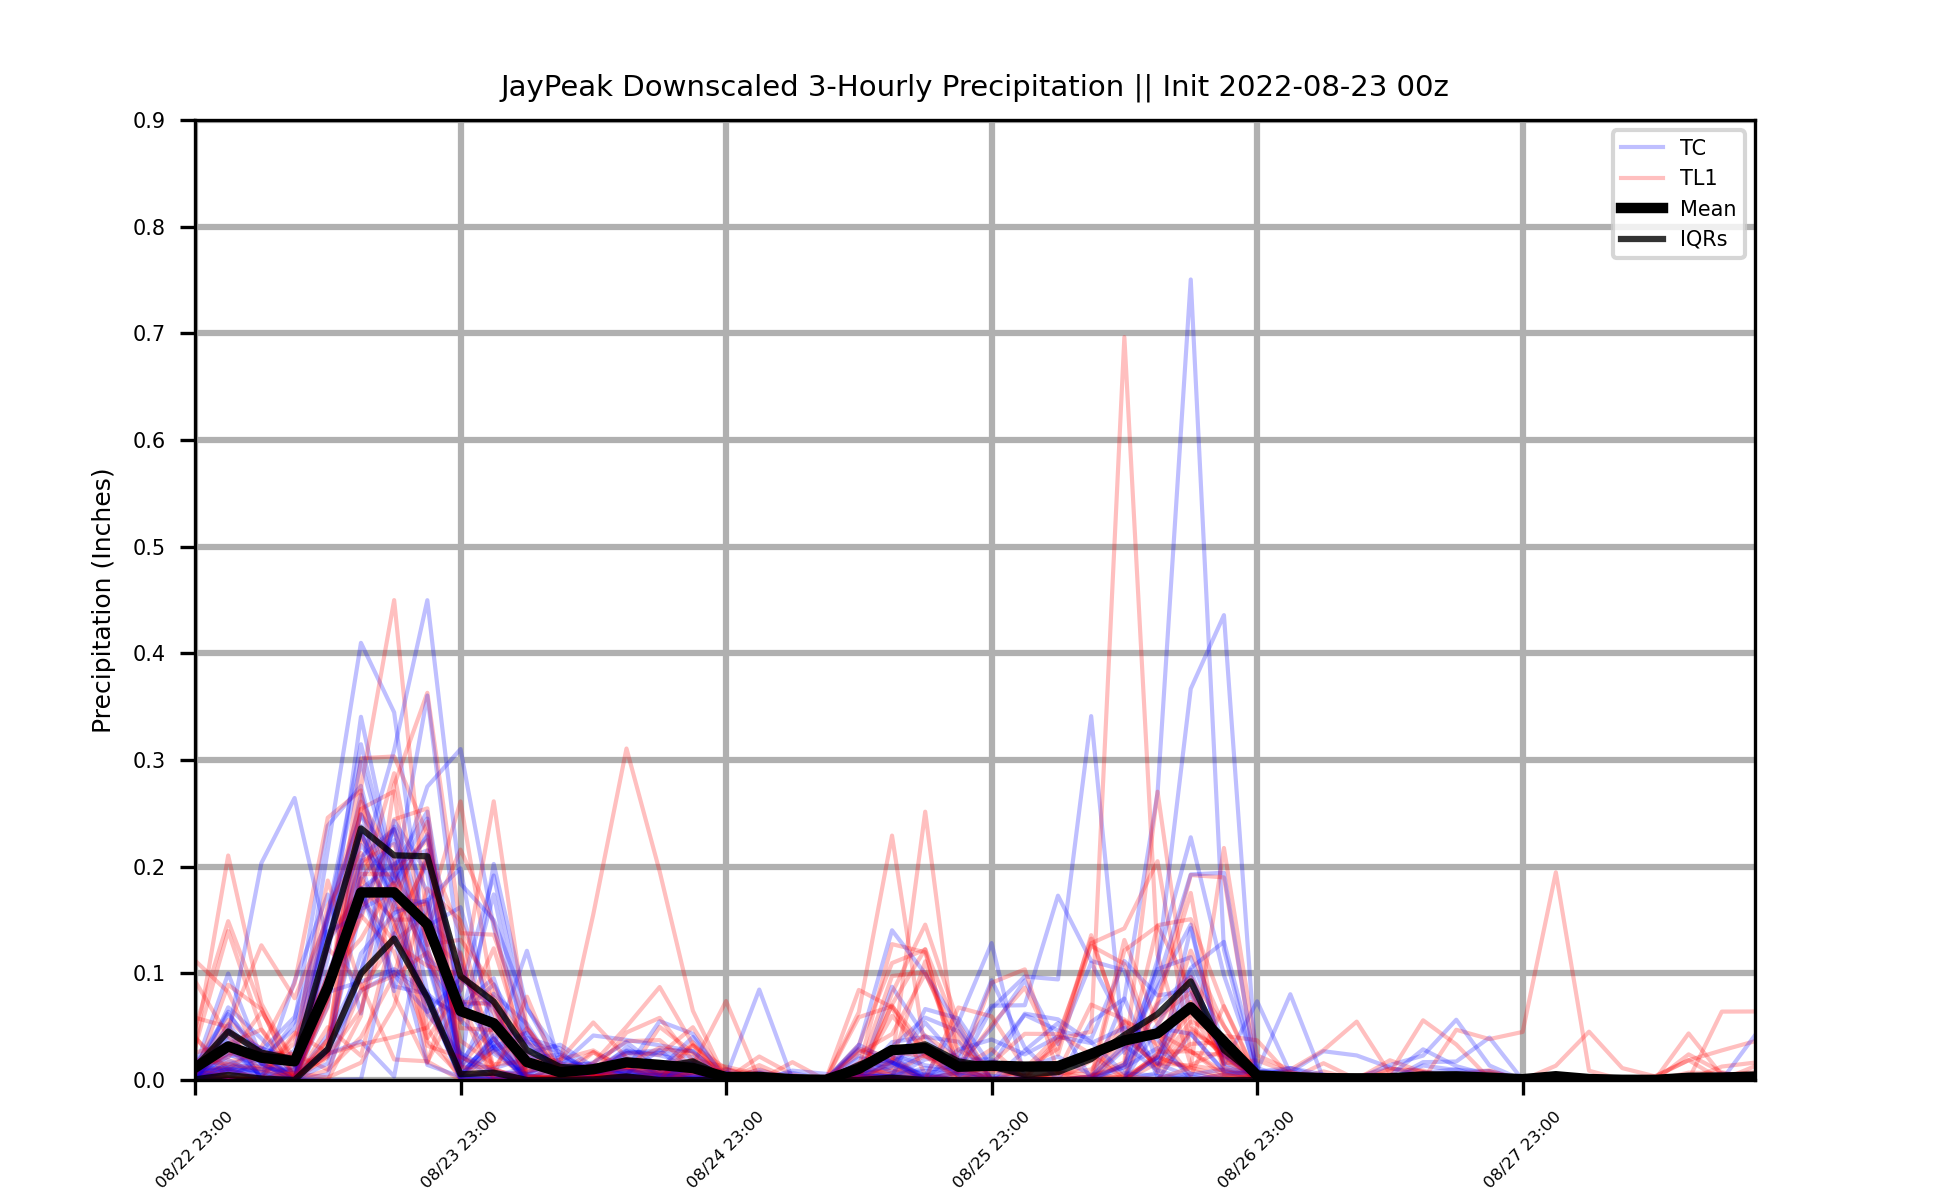 JayPeak Downscaled 3-Hourly Precipitation || Init 2022-08-23 00z
Precipitation (Inches)
0.9
0.8
0.7
0.6
0.5
0.4
0.3
0.2
0.1
0.0
TC
TL1
Mean
IQRs
08/22 23:00
08/23 23:00
08/24 23:00
08/25 23:00
08/26 23:00
08/27 23:00